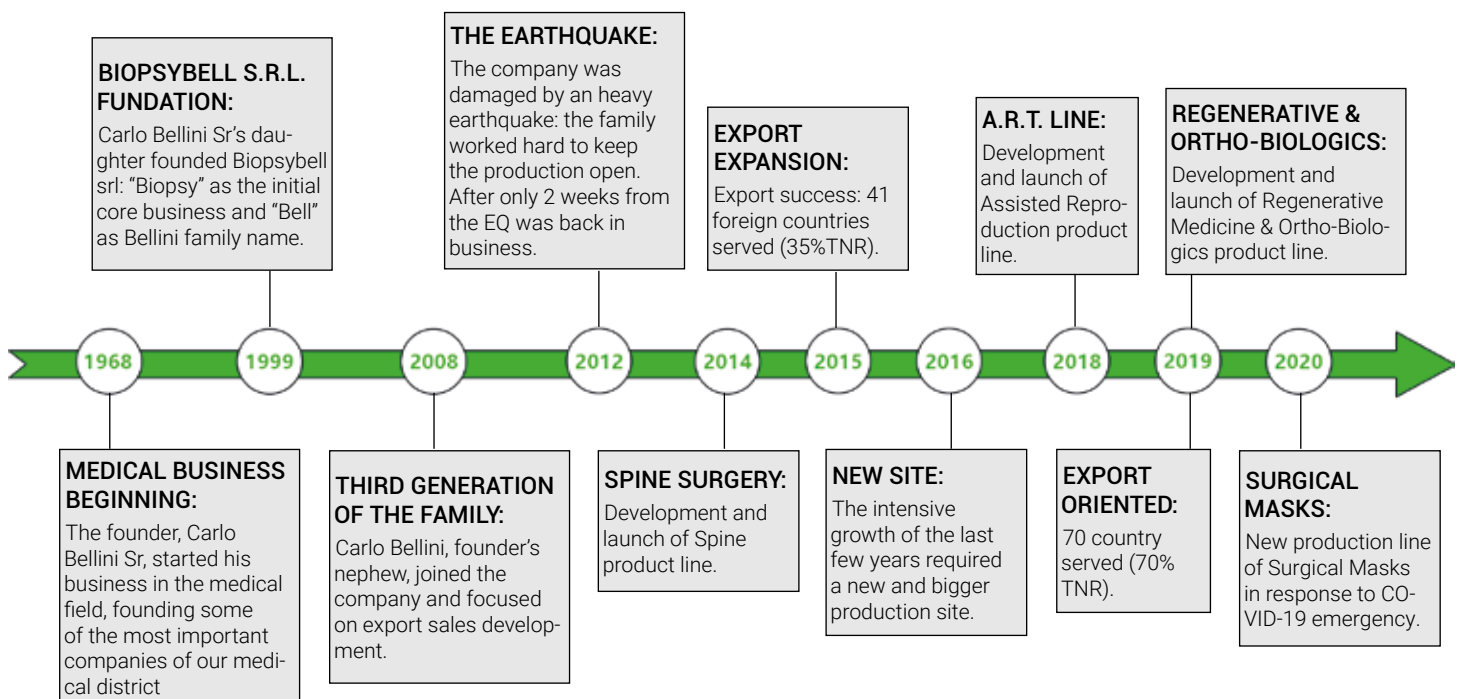 BIOPSYBELL S.R.L.
FUNDATION:
Carlo Bellini Sr's dau-
ghter founded Biopsybell
srl: “Biopsy” as the initial
core business and “Bell”
as Bellini family name.
THE EARTHQUAKE:
The company was
damaged by an heavy
earthquake: the family
worked hard to keep
the production open.
After only 2 weeks from
the EQ was back in
business.
EXPORT
EXPANSION:
Export success: 41
foreign countries
served (35%TNR).
A.R.T. LINE:
Development
and launch of
Assisted Repro-
duction product
line.
REGENERATIVE &
ORTHO-BIOLOGICS:
Development and
launch of Regenerative
Medicine & Ortho-Biolo-
gics product line.
1968
1999
2008
2012
2014
2015
2016
2018
2019
2020
MEDICAL BUSINESS
BEGINNING:
The founder, Carlo
Bellini Sr, started his
business in the medical
field, founding some
of the most important
companies of our medi-
cal district
THIRD GENERATION
OF THE FAMILY:
Carlo Bellini, founder's
nephew, joined the
company and focused
on export sales develop-
ment.
SPINE SURGERY:
Development and
launch of Spine
product line.
NEW SITE:
The intensive
growth of the last
few years required
a new and bigger
production site.
EXPORT
ORIENTED:
70 country
served (70%
TNR).
SURGICAL
MASKS:
New production line
of Surgical Masks
in response to CO-
VID-19 emergency.